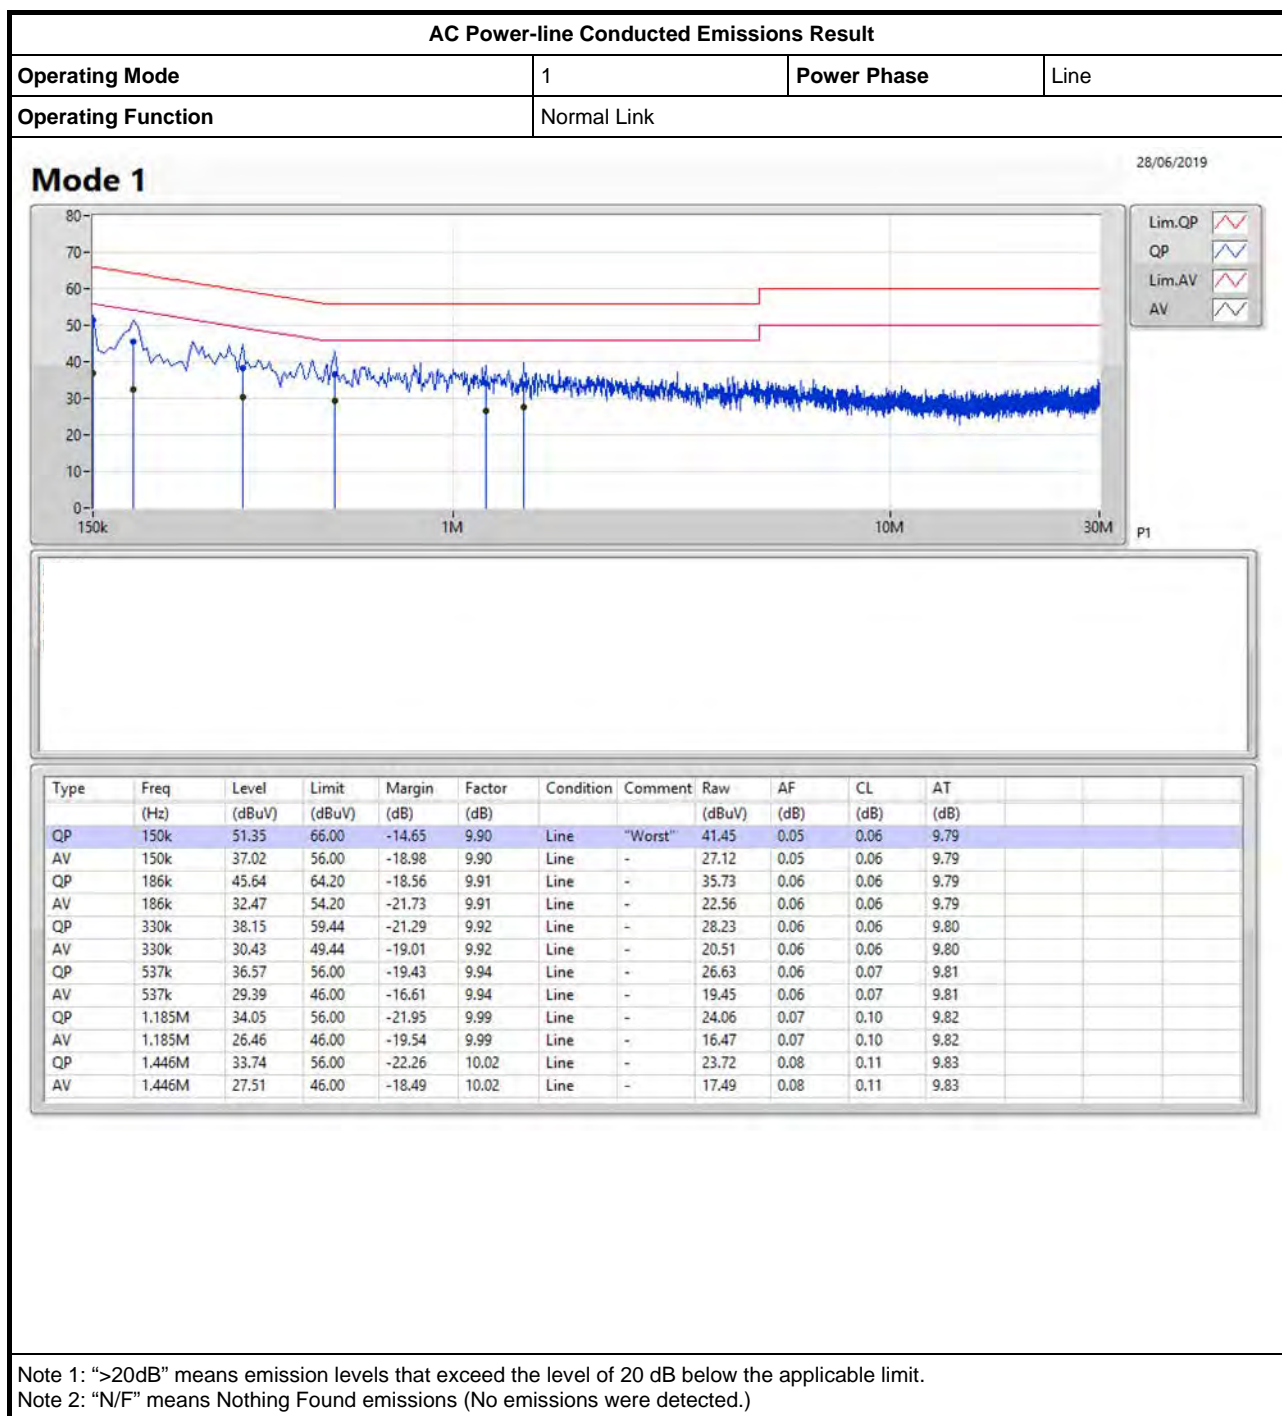 AC Power-line Conducted Emissions Result
Operating Mode 1 Power Phase Line
Operating Function Normal Link
28/06/2019
Mode 1
80
70
60
50
40
30
20
10
0
150k 1M 10M 30M
P1
Lim.QP
QP
Lim.AV
AV
Type Freq Level Limit Margin Factor Condition Comment Raw AF CL AT
(Hz) (dBuV) (dBuV) (dB) (dB) (dBuV) (dB) (dB) (dB)
QP 150k 51.35 66.00 -14.65 9.90 Line "Worst" 41.45 0.05 0.06 9.79
AV 150k 37.02 56.00 -18.98 9.90 Line - 27.12 0.05 0.06 9.79
QP 186k 45.64 64.20 -18.56 9.91 Line - 35.73 0.06 0.06 9.79
AV 186k 32.47 54.20 -21.73 9.91 Line - 22.56 0.06 0.06 9.79
QP 330k 38.15 59.44 -21.29 9.92 Line - 28.23 0.06 0.06 9.80
AV 330k 30.43 49.44 -19.01 9.92 Line - 20.51 0.06 0.06 9.80
QP 537k 36.57 56.00 -19.43 9.94 Line - 26.63 0.06 0.07 9.81
AV 537k 29.39 46.00 -16.61 9.94 Line - 19.45 0.06 0.07 9.81
QP 1.185M 34.05 56.00 -21.95 9.99 Line - 24.06 0.07 0.10 9.82
AV 1.185M 26.46 46.00 -19.54 9.99 Line - 16.47 0.07 0.10 9.82
QP 1.446M 33.74 56.00 -22.26 10.02 Line - 23.72 0.08 0.11 9.83
AV 1.446M 27.51 46.00 -18.49 10.02 Line - 17.49 0.08 0.11 9.83
Note 1: “>20dB” means emission levels that exceed the level of 20 dB below the applicable limit.
Note 2: “N/F” means Nothing Found emissions (No emissions were detected.)